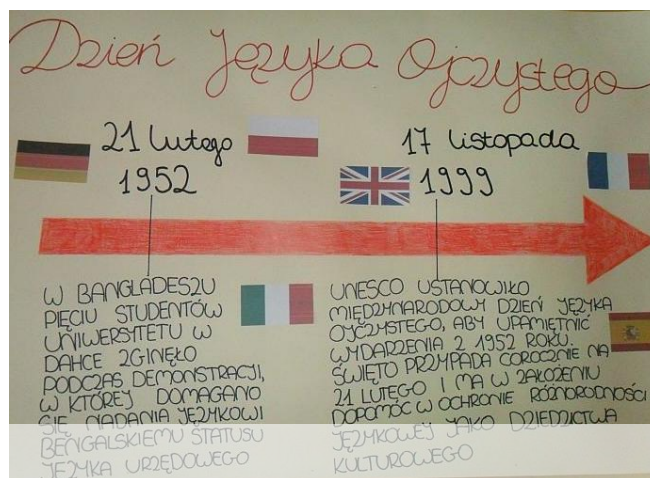 Dzień Języka Ojczystego
21 lutego
1952
17 listopada
1999
W BANGLADESZU
PIĘCIU STUDENTÓW
UNIWERSYTETU W
DAHCE ZGINĘŁO
PODCZAS DEMONSTRACJI,
W KTÓREJ DOMAGANO
SIĘ NADANIA JĘZYKOWI
BENGALSKIEMU STATUSU
JĘZYKA URZĘDOWEGO
UNESCO USTANOWIŁO
MIĘDZYNARODOWY DZIEŃ JĘZYKA
OJCZYSTEGO, ABY UPAMIĘTNIĆ
WYDARZENIA Z 1952 ROKU.
ŚWIĘTO PRZYPADA COROCZNIE NA
21 LUTEGO I MA W ZAŁOŻENIU
DOPOMÓC W OCHRONIE RÓŻNORODNOŚCI
JĘZYKOWEJ JAKO DZIEDZICTWA
KULTUROWEGO